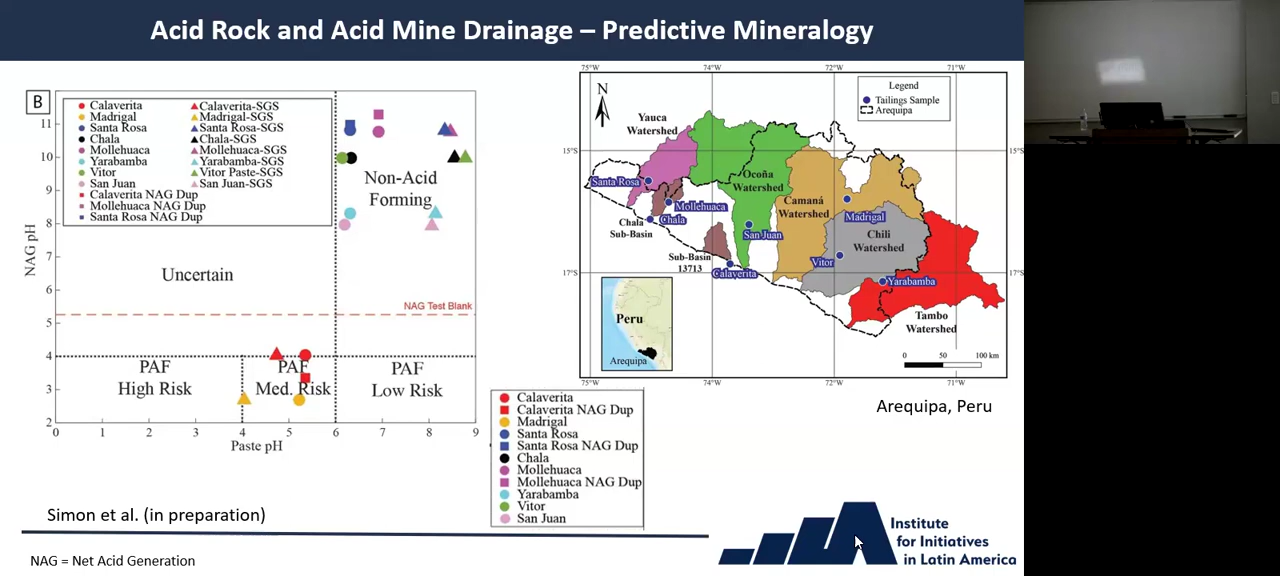 Acid Rock and Acid Mine Drainage – Predictive Mineralogy
B
Calaverita
Madrigal
Santa Rosa
Chala
Mollehuaca
Yarabamba
Vitor
San Juan
Calaverita NAG Dup
Mollehuaca NAG Dup
Santa Rosa NAG Dup
Calaverita-SGS
Madrigal-SGS
Santa Rosa-SGS
Chala-SGS
Mollehuaca-SGS
Yarabamba-SGS
Vitor Paste-SGS
San Juan-SGS
Non-Acid
Forming
Uncertain
NAG Test Blank
PAF
High Risk
PAF
Med. Risk
PAF
Low Risk
NAG pH
11
10
9
8
7
6
5
4
3
2
0 1 2 3 4 5 6 7 8 9
Paste pH
75°W 74°W 72°W 71°W
N
Legend
Tailings Sample
Arequipa
15°S
15°S
17°S
17°S
Yauca
Watershed
Santa Rosa
Mollehuaca
Chala
Chala
Sub-Basin
Ocoña
Watershed
San Juan
Sub-Basin
13713
Calaverita
Camaná
Watershed
Madrigal
Chili
Watershed
Vitor
Yarabamba
Tambo
Watershed
Peru
Arequipa
0 50 100 km
75°W 74°W 72°W 71°W
Arequipa, Peru
Calaverita
Calaverita NAG Dup
Madrigal
Santa Rosa
Santa Rosa NAG Dup
Chala
Mollehuaca
Mollehuaca NAG Dup
Yarabamba
Vitor
San Juan
Simon et al. (in preparation)
NAG = Net Acid Generation
Institute
for Initiatives
in Latin America